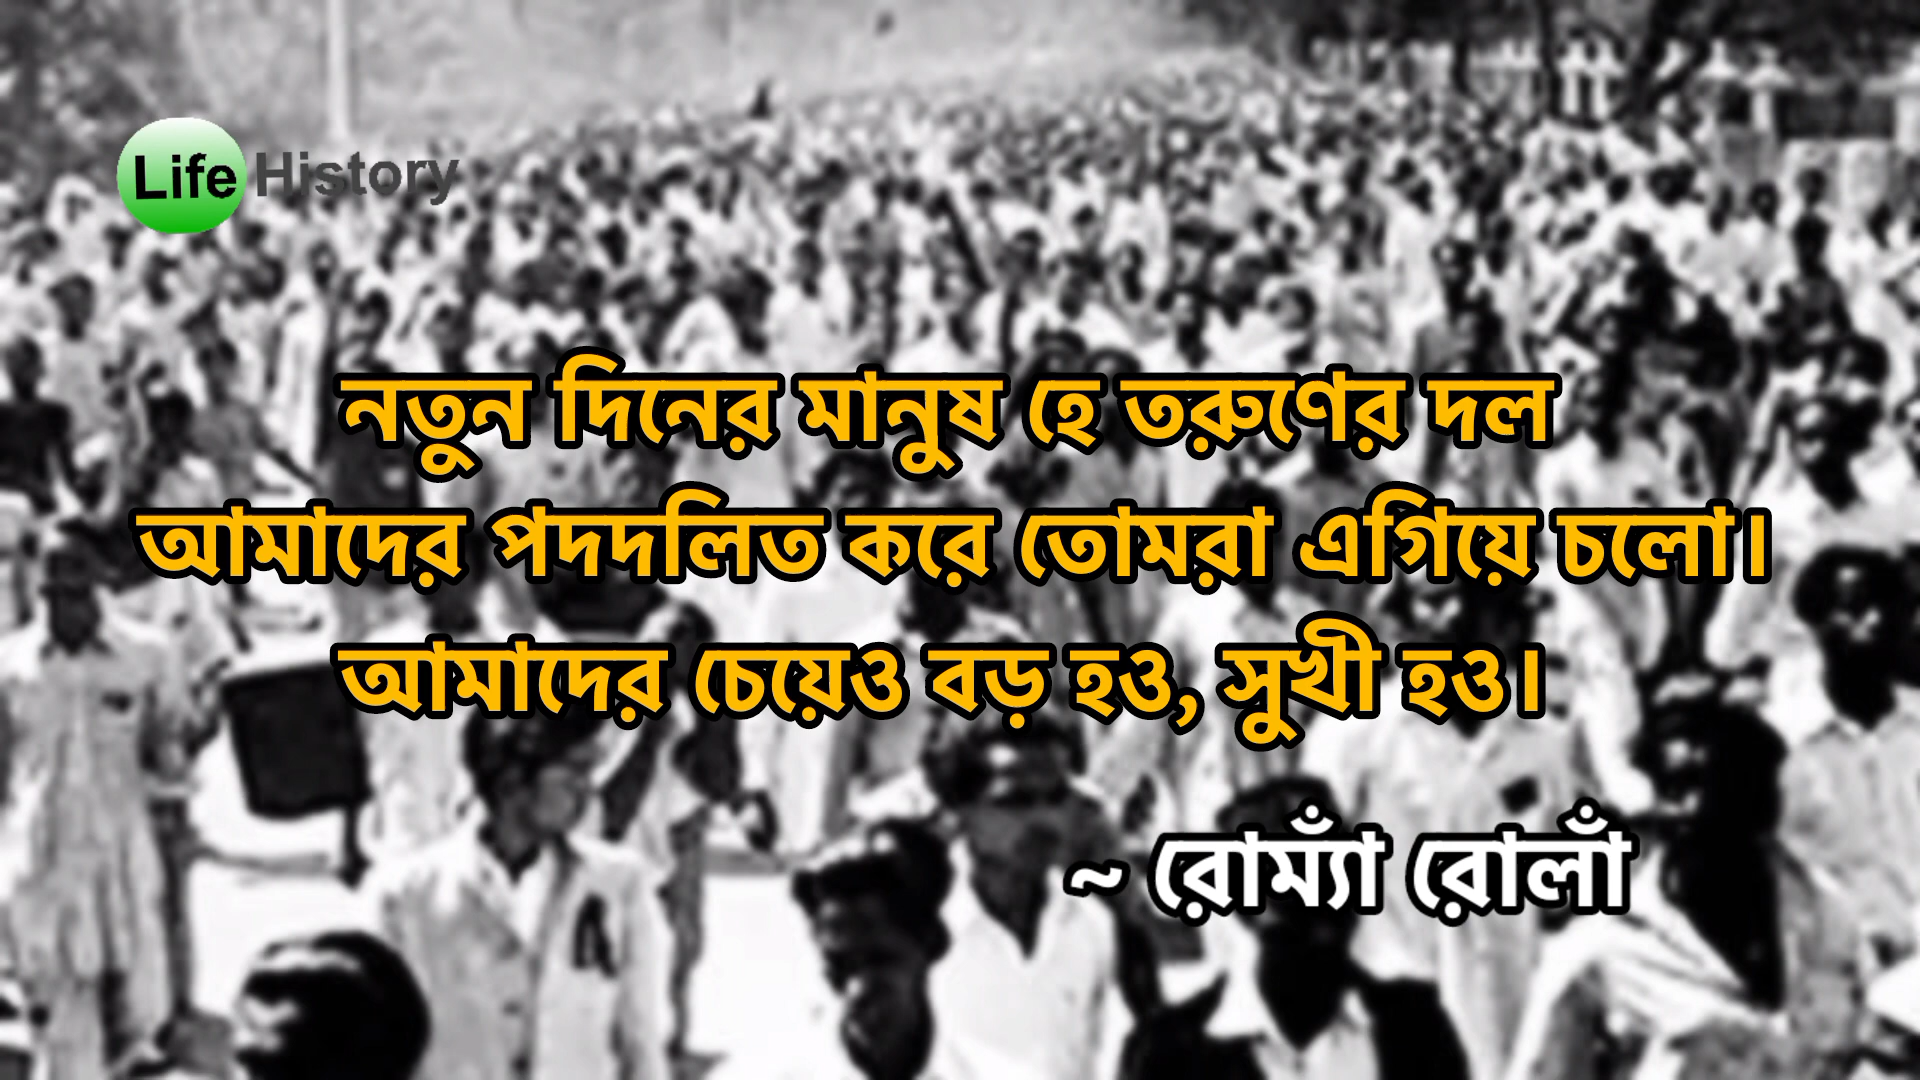 Life History
নতুন দিনের মানুষ হে তরুণের দল
আমাদের পদদলিত করে তোমরা এগিয়ে চলো।
আমাদের চেয়েও বড় হও, সুখী হও।
~ রোম্যাঁ রোলাঁ